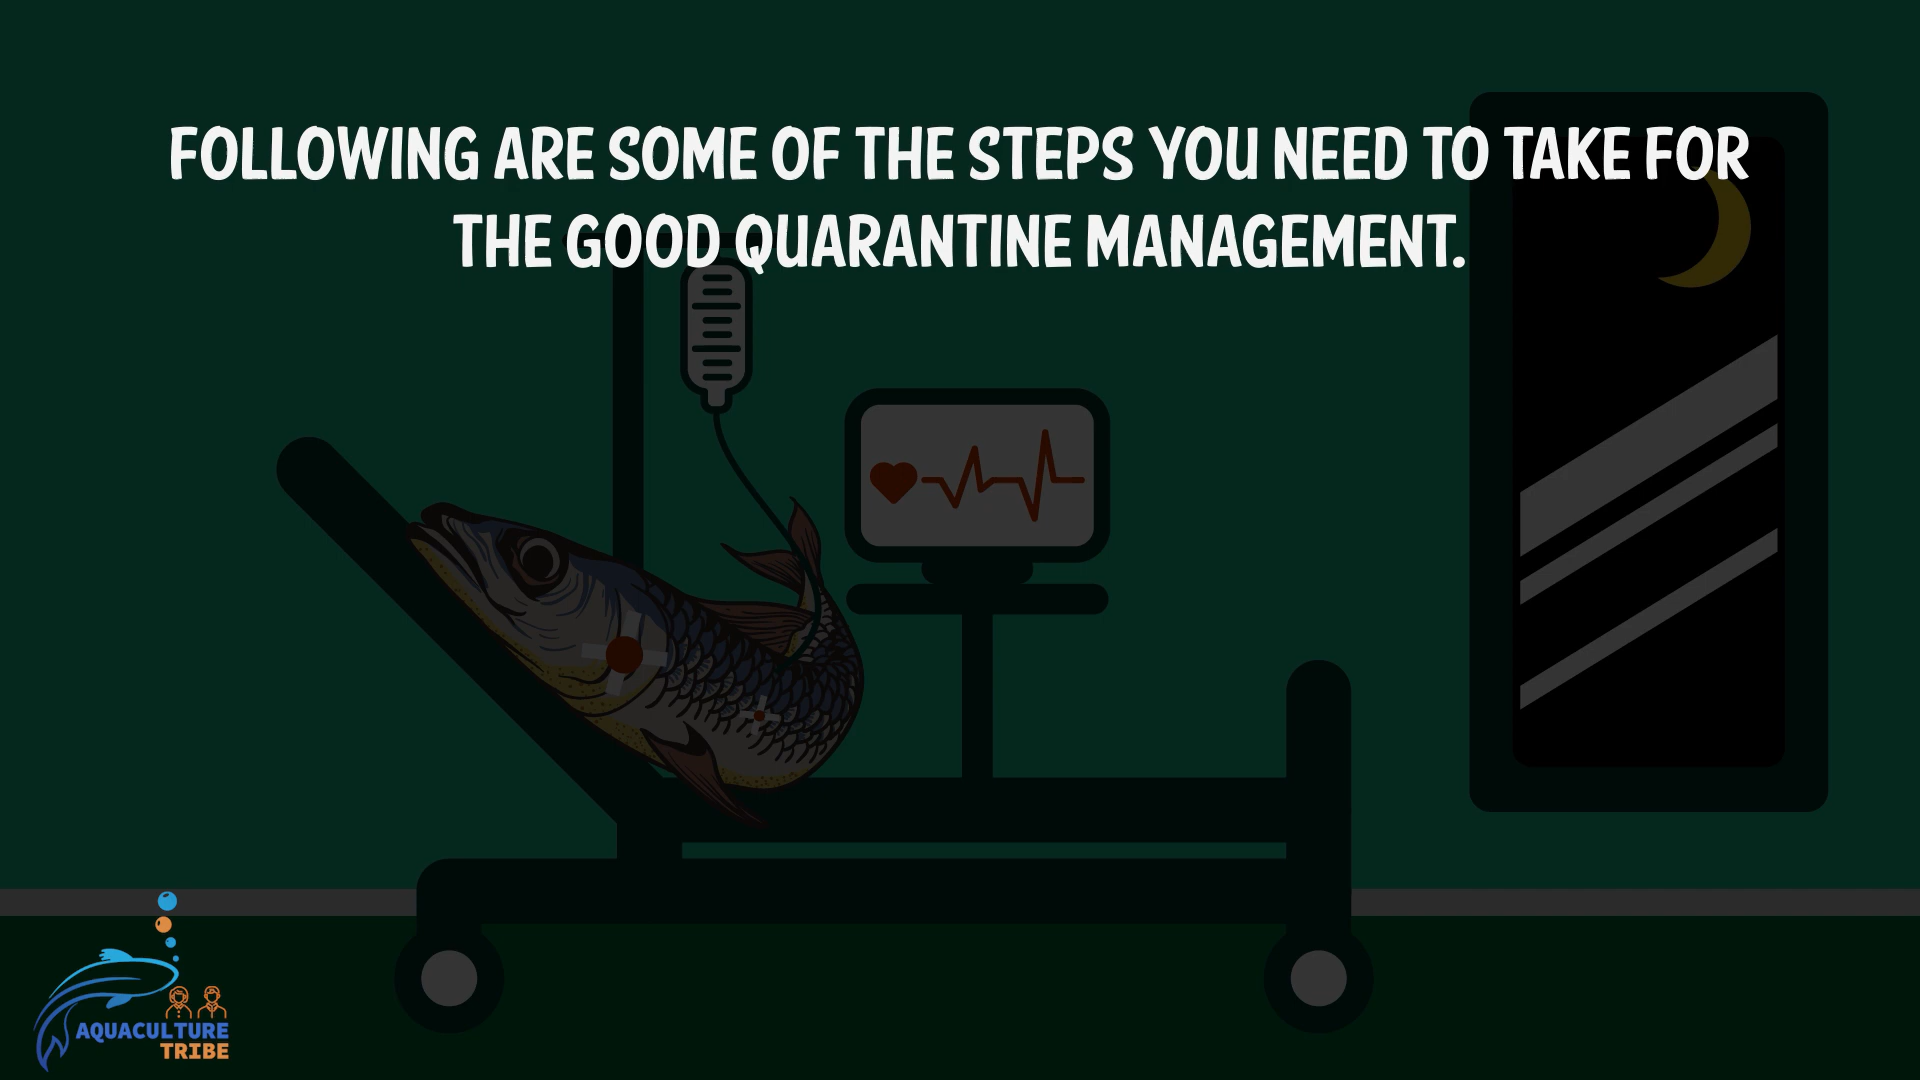 FOLLOWING ARE SOME OF THE STEPS YOU NEED TO TAKE FOR
THE GOOD QUARANTINE MANAGEMENT.
AQUACULTURE
TRIBE